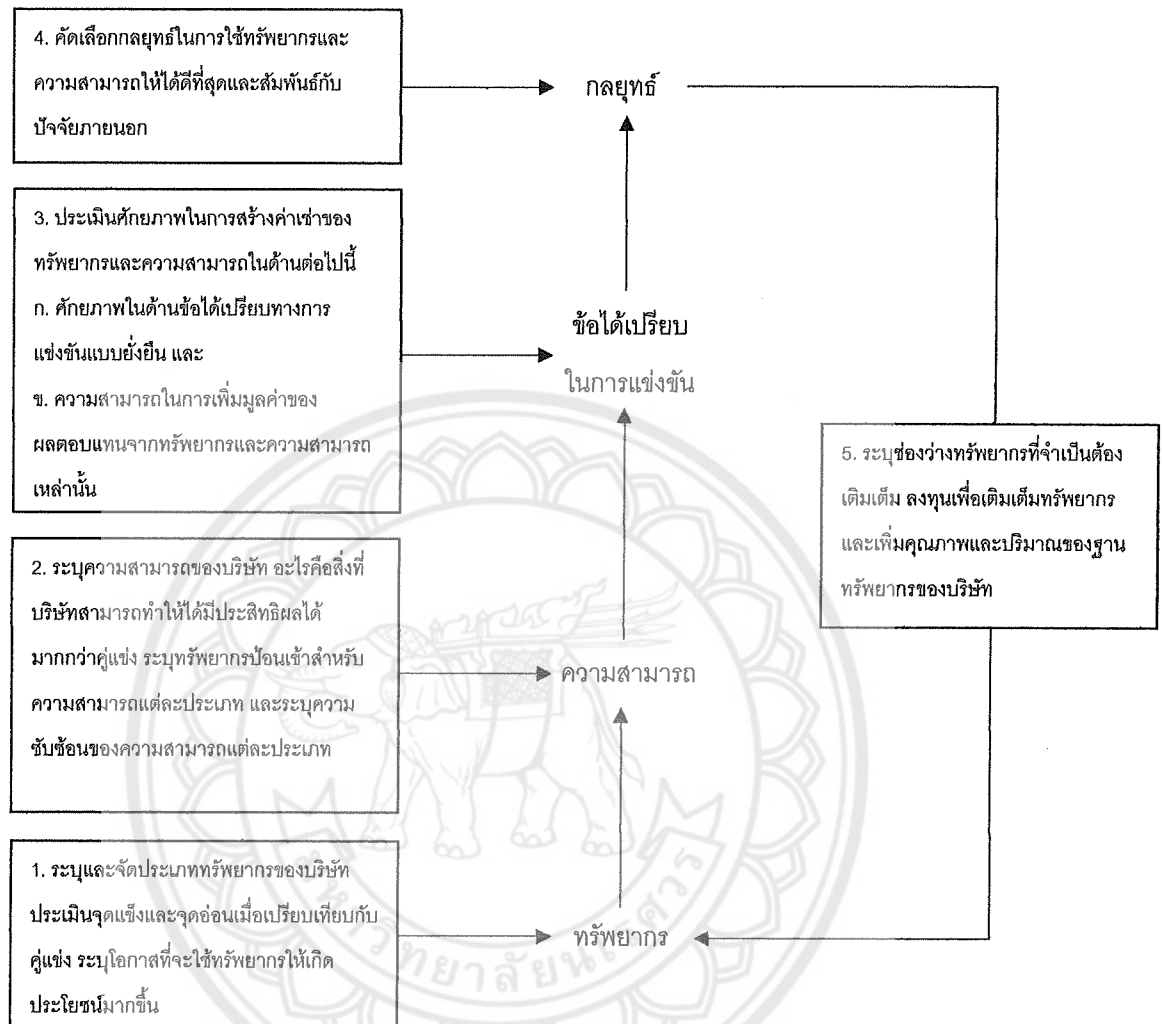 4. คัดเลือกกลยุทธ์ในการใช้ทรัพยากรและ
ความสามารถให้ได้ดีที่สุดและสัมพันธ์กับ
ปัจจัยภายนอก
กลยุทธ์
3. ประเมินศักยภาพในการสร้างค่าเช่าของ
ทรัพยากรและความสามารถในด้านต่อไปนี้
ก. ศักยภาพในด้านข้อได้เปรียบทางการ
แข่งขันแบบยั่งยืน และ
ข. ความสามารถในการเพิ่มมูลค่าของ
ผลตอบแทนจากทรัพยากรและความสามารถ
เหล่านั้น
ข้อได้เปรียบ
ในการแข่งขัน
5. ระบุช่องว่างทรัพยากรที่จำเป็นต้อง
เติมเต็ม ลงทุนเพื่อเติมเต็มทรัพยากร
และเพิ่มคุณภาพและปริมาณของฐาน
ทรัพยากรของบริษัท
2. ระบุความสามารถของบริษัท อะไรคือสิ่งที่
บริษัทสามารถทำให้ได้มีประสิทธิผลได้
มากกว่าคู่แข่ง ระบุทรัพยากรป้อนเข้าสำหรับ
ความสามารถแต่ละประเภท และระบุความ
ซับซ้อนของความสามารถแต่ละประเภท
ความสามารถ
1. ระบุและจัดประเภททรัพยากรของบริษัท
ประเมินจุดแข็งและจุดอ่อนเมื่อเปรียบเทียบกับ
คู่แข่ง ระบุโอกาสที่จะใช้ทรัพยากรให้เกิด
ประโยชน์มากขึ้น
ทรัพยากร
มหาวิทยาลัยนเรศวร